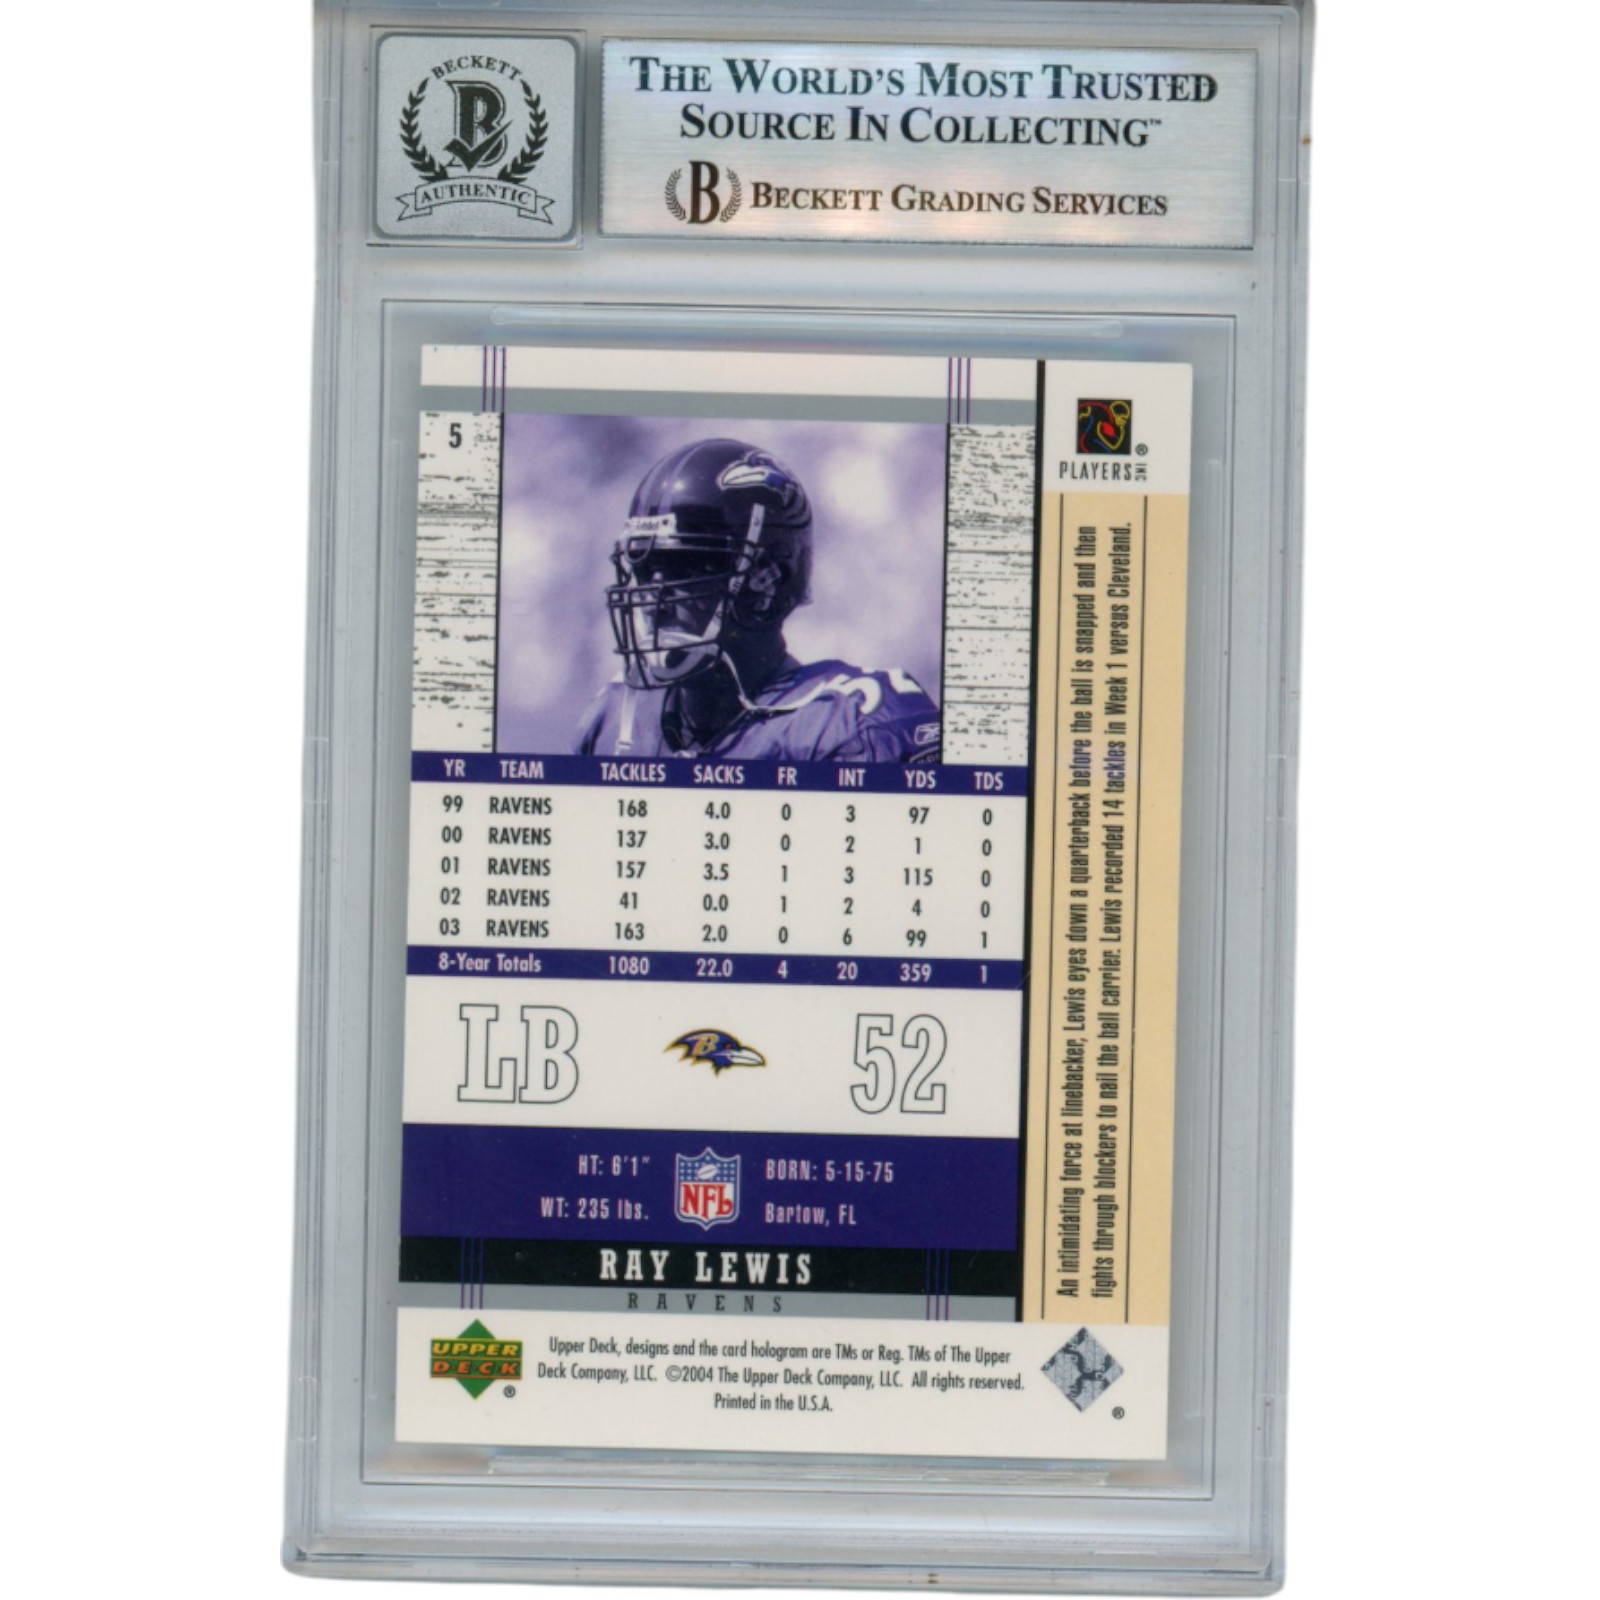 BECKETT
B
AUTHENTIC
THE WORLD'S MOST TRUSTED
SOURCE IN COLLECTING™
B BECKETT GRADING SERVICES
5
PLAYERS INC ®
Riddell
52
YR TEAM TACKLES SACKS FR INT YDS TDS
99 RAVENS 168 4.0 0 3 97 0
00 RAVENS 137 3.0 0 2 1 0
01 RAVENS 157 3.5 1 3 115 0
02 RAVENS 41 0.0 1 2 4 0
03 RAVENS 163 2.0 0 6 99 1
8-Year Totals 1080 22.0 4 20 359 1
LB B 52
HT: 6'1" BORN: 5-15-75
WT: 235 lbs. NFL Bartow, FL
RAY LEWIS
RAVENS
An intimidating force at linebacker, Lewis eyes down a quarterback before the ball is snapped and then
fights through blockers to nail the ball carrier. Lewis recorded 14 tackles in Week 1 versus Cleveland.
UPPER
DECK ®
Upper Deck, designs and the card hologram are TMs or Reg. TMs of The Upper
Deck Company, LLC. ©2004 The Upper Deck Company, LLC. All rights reserved.
Printed in the U.S.A.
®